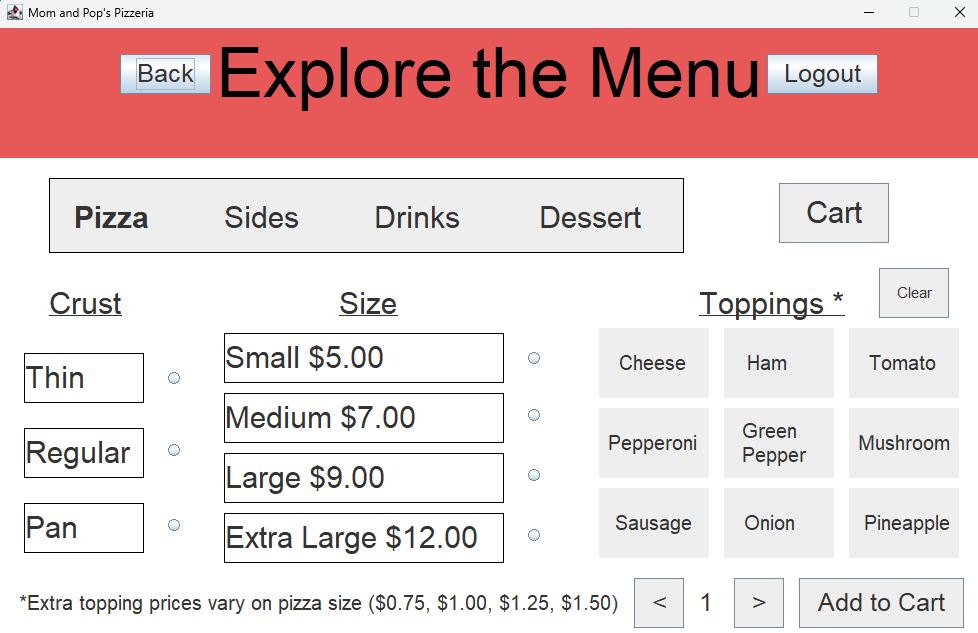 Mom and Pop's Pizzeria
Back Explore the Menu Logout
Pizza Sides Drinks Dessert Cart
Crust Size Toppings * Clear
Thin
Regular
Pan
Small $5.00
Medium $7.00
Large $9.00
Extra Large $12.00
Cheese Ham Tomato
Pepperoni Green Pepper Mushroom
Sausage Onion Pineapple
*Extra topping prices vary on pizza size ($0.75, $1.00, $1.25, $1.50) < 1 > Add to Cart